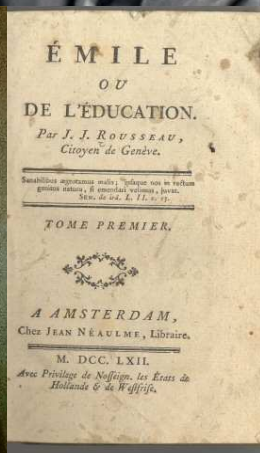 ÉMILE
OU
DE L'ÉDUCATION.
Par J. J. ROUSSEAU,
Citoyen de Genève.
Sanabilibus ægrotamus malis; ipsaque nos in rectum
genitos natura, si emendari velimus, juvat.
SEN. de irâ. L. II. c. 13.
TOME PREMIER.
A AMSTERDAM,
Chez JEAN NÉAULME, Libraire.
M. DCC. LXII.
Avec Privilege de Nosseign. les Etats de
Hollande & de Westfrise.